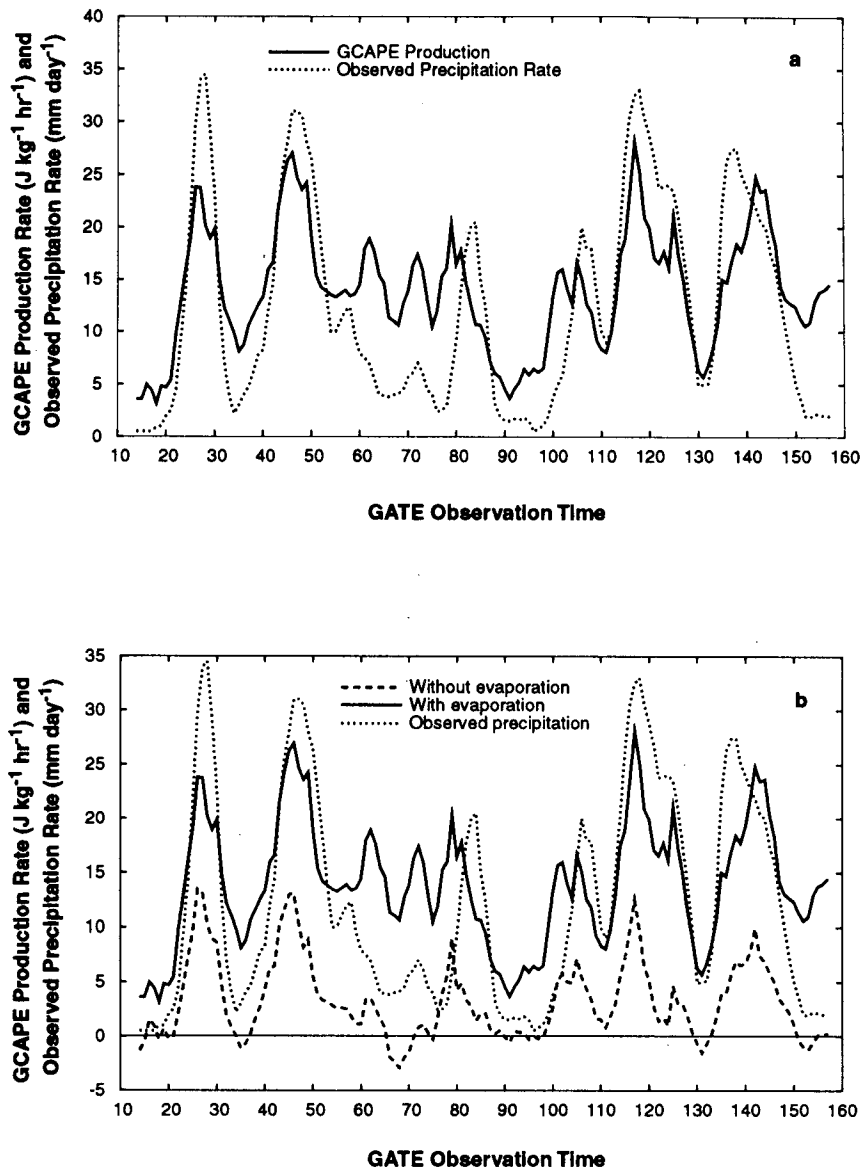 GCAPE Production Rate (J kg⁻¹ hr⁻¹) and
Observed Precipitation Rate (mm day⁻¹)
40
35
30
25
20
15
10
5
0
GCAPE Production
Observed Precipitation Rate
a
10 20 30 40 50 60 70 80 90 100 110 120 130 140 150 160
GATE Observation Time
GCAPE Production Rate (J kg⁻¹ hr⁻¹) and
Observed Precipitation Rate (mm day⁻¹)
35
30
25
20
15
10
5
0
-5
Without evaporation
With evaporation
Observed precipitation
b
10 20 30 40 50 60 70 80 90 100 110 120 130 140 150 160
GATE Observation Time